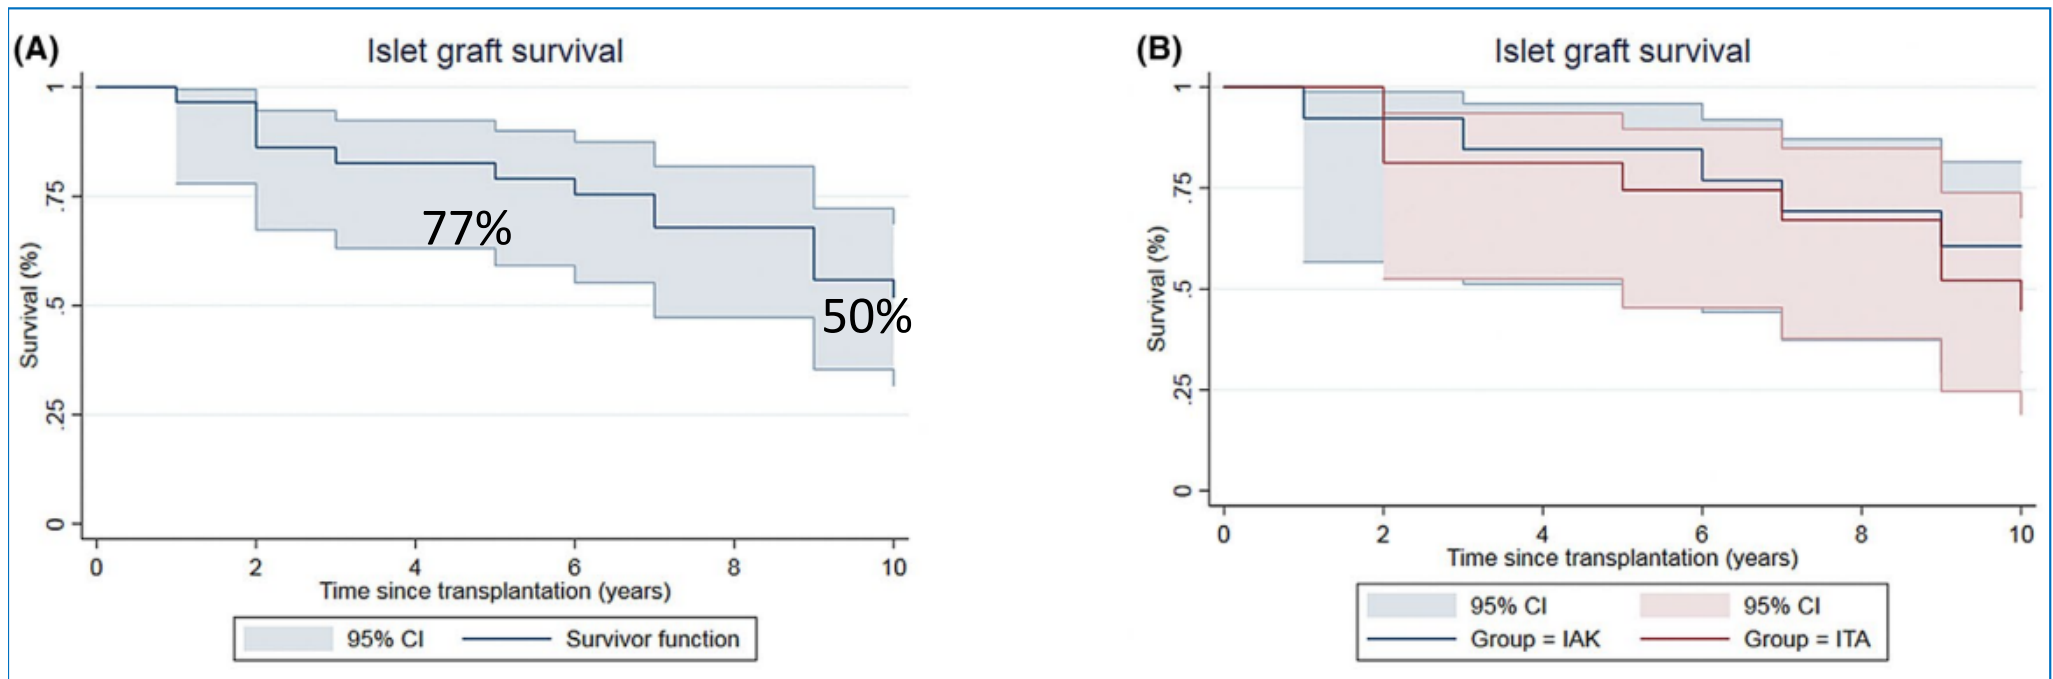 (A)
Islet graft survival
Survival (%)
1
.75
.5
.25
0
77%
50%
0 2 4 6 8 10
Time since transplantation (years)
95% CI Survivor function
(B)
Islet graft survival
Survival (%)
1
.75
.5
.25
0
0 2 4 6 8 10
Time since transplantation (years)
95% CI 95% CI
Group = IAK Group = ITA